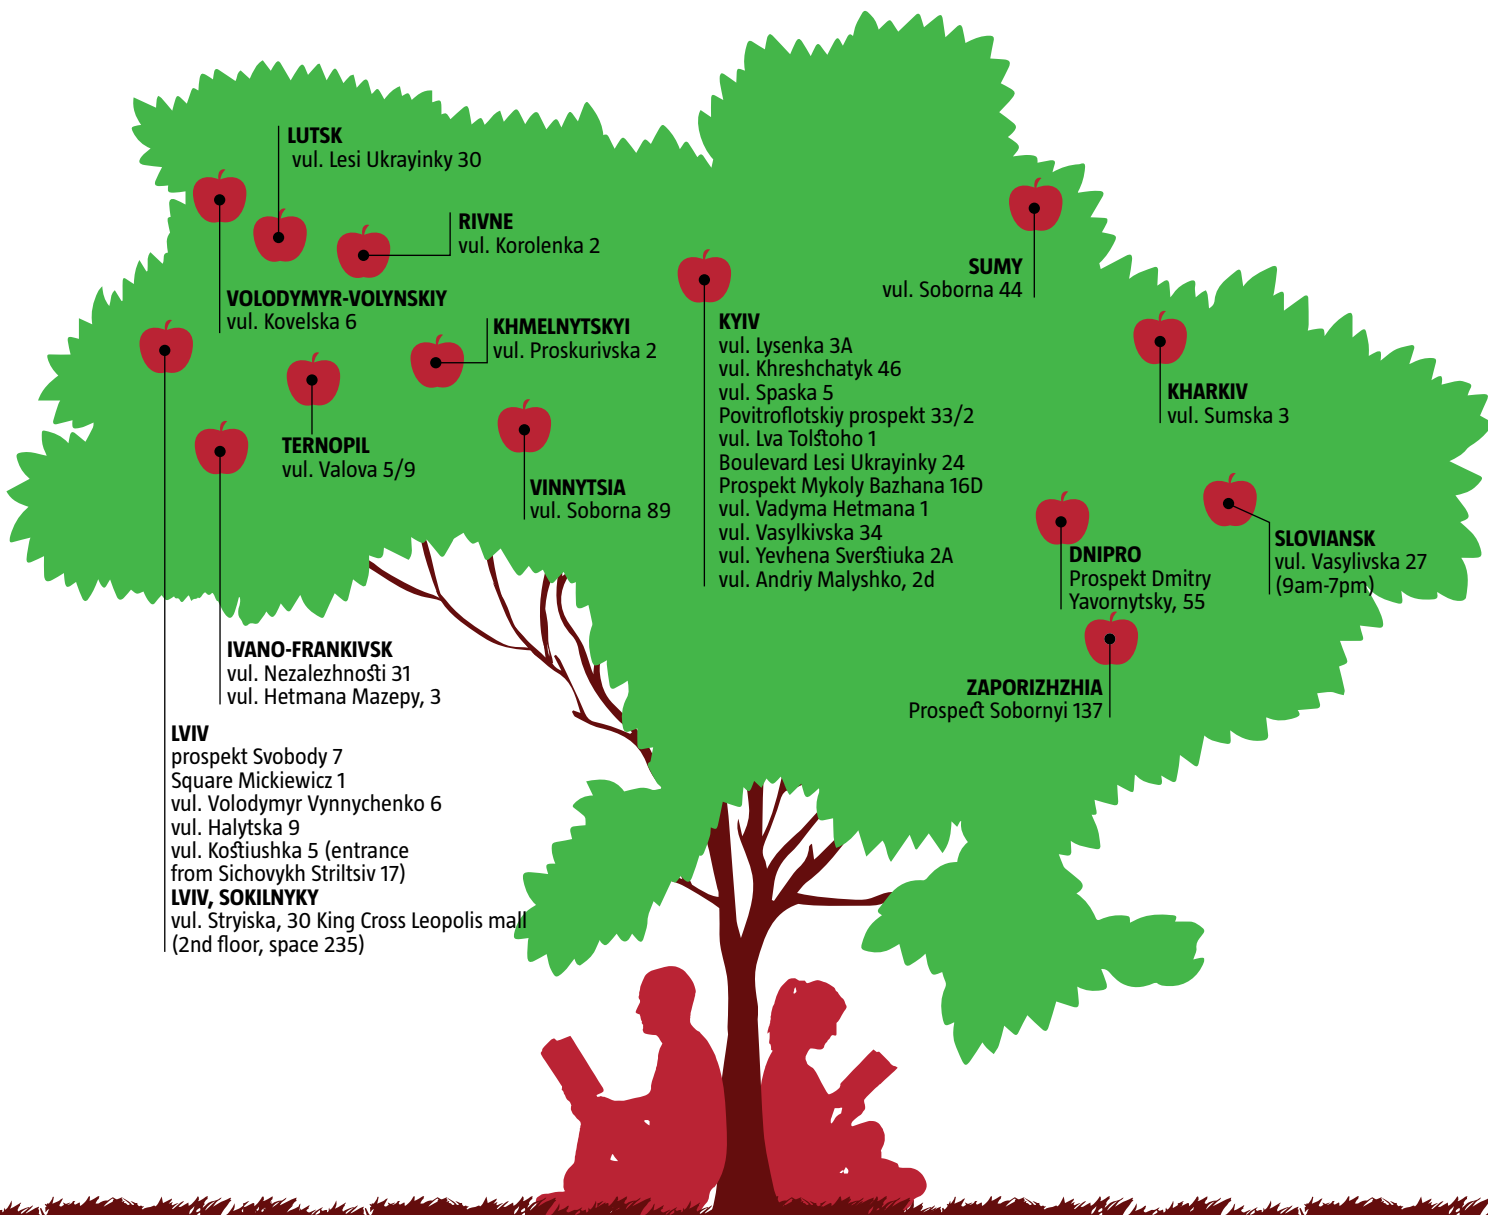 LUTSK
vul. Lesi Ukrayinky 30
RIVNE
vul. Korolenka 2
VOLODYMYR-VOLYNSKIY
vul. Kovelska 6
KHMELNYTSKYI
vul. Proskurivska 2
TERNOPIL
vul. Valova 5/9
VINNYTSIA
vul. Soborna 89
KYIV
vul. Lysenka 3A
vul. Khreshchatyk 46
vul. Spaska 5
Povitroflotskiy prospekt 33/2
vul. Lva Tolstoho 1
Boulevard Lesi Ukrayinky 24
Prospekt Mykoly Bazhana 16D
vul. Vadyma Hetmana 1
vul. Vasylkivska 34
vul. Yevhena Sverstiuka 2A
vul. Andriy Malyshko, 2d
SUMY
vul. Soborna 44
KHARKIV
vul. Sumska 3
SLOVIANSK
vul. Vasylivska 27
(9am-7pm)
DNIPRO
Prospekt Dmitry
Yavornytsky, 55
ZAPORIZHZHIA
Prospect Sobornyi 137
IVANO-FRANKIVSK
vul. Nezalezhnosti 31
vul. Hetmana Mazepy, 3
LVIV
prospekt Svobody 7
Square Mickiewicz 1
vul. Volodymyr Vynnychenko 6
vul. Halytska 9
vul. Kostiushka 5 (entrance
from Sichovykh Striltsiv 17)
LVIV, SOKILNYKY
vul. Stryiska, 30 King Cross Leopolis mall
(2nd floor, space 235)